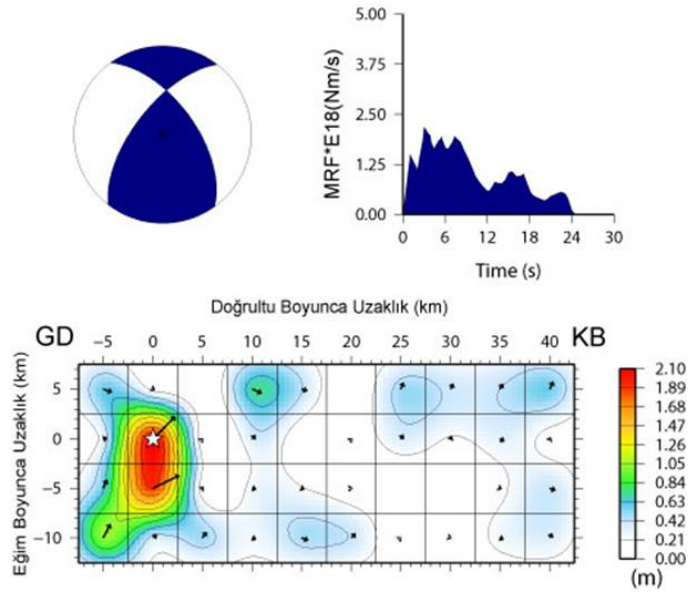 5.00
3.75
2.50
1.25
0.00
MRF*E18(Nm/s)
0 6 12 18 24 30
Time (s)
Doğrultu Boyunca Uzaklık (km)
GD −5 0 5 10 15 20 25 30 35 40 KB
Eğim Boyunca Uzaklık (km)
5
0
−5
−10
2.10
1.89
1.68
1.47
1.26
1.05
0.84
0.63
0.42
0.21
0.00
(m)